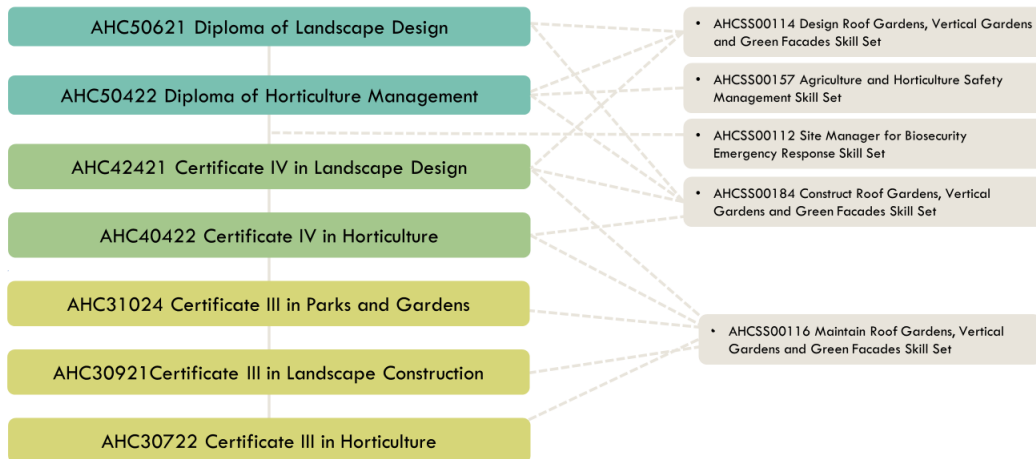 AHC50621 Diploma of Landscape Design
AHC50422 Diploma of Horticulture Management
AHC42421 Certificate IV in Landscape Design
AHC40422 Certificate IV in Horticulture
AHC31024 Certificate III in Parks and Gardens
AHC30921Certificate III in Landscape Construction
AHC30722 Certificate III in Horticulture
• AHCSS00114 Design Roof Gardens, Vertical Gardens
and Green Facades Skill Set
• AHCSS00157 Agriculture and Horticulture Safety
Management Skill Set
• AHCSS00112 Site Manager for Biosecurity
Emergency Response Skill Set
• AHCSS00184 Construct Roof Gardens, Vertical
Gardens and Green Facades Skill Set
• AHCSS00116 Maintain Roof Gardens, Vertical
Gardens and Green Facades Skill Set